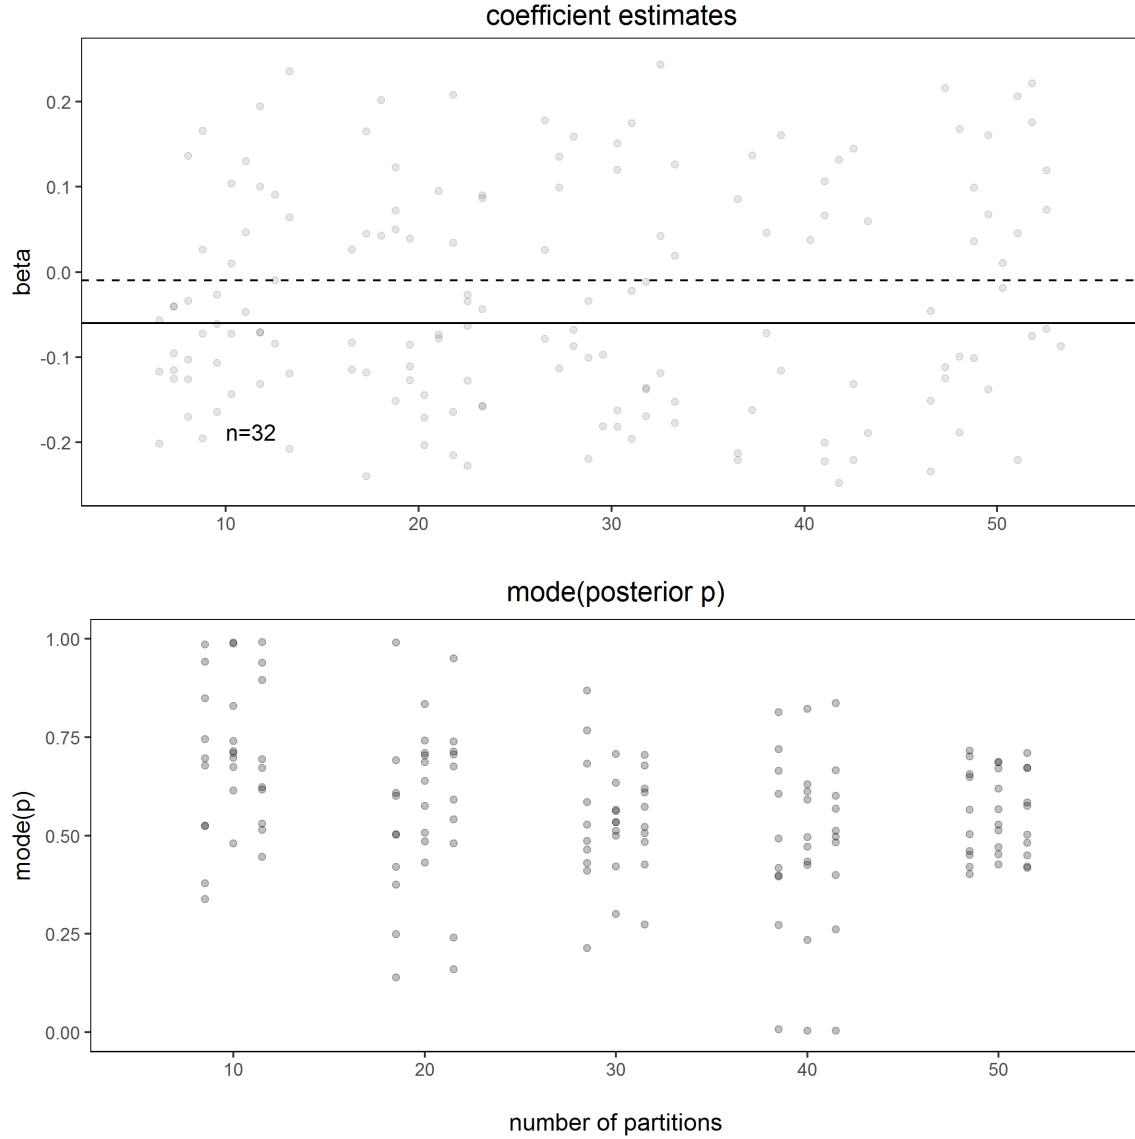 coefficient estimates
0.2
0.1
0.0
-0.1
-0.2
beta
n=32
10 20 30 40 50
mode(posterior p)
1.00
0.75
0.50
0.25
0.00
mode(p)
10 20 30 40 50
number of partitions